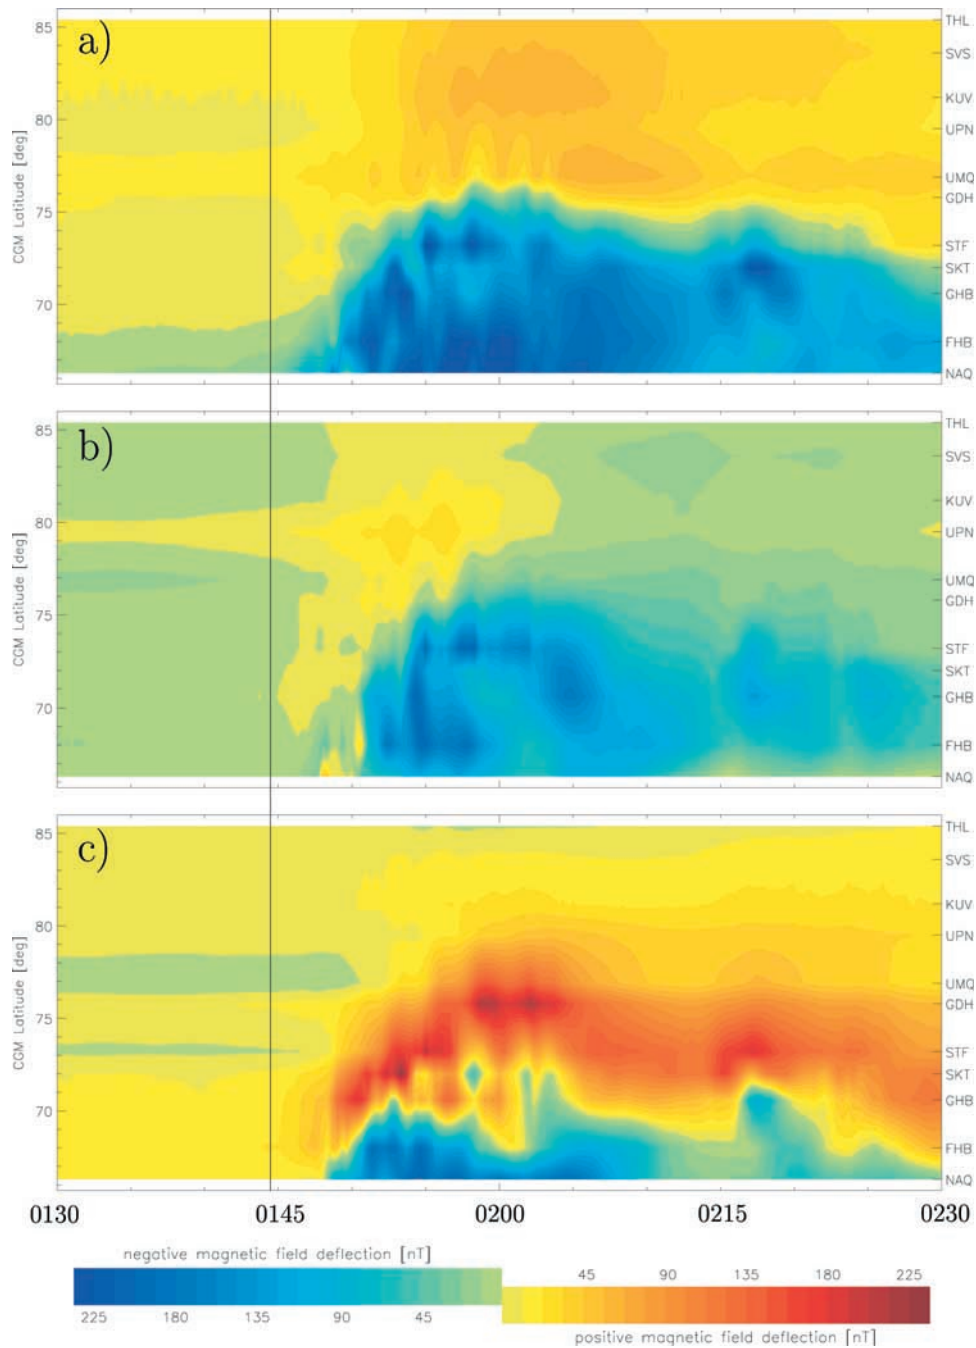 a)
85
80
75
70
CGM Latitude [deg]
THL
SVS
KUV
UPN
UMQ
GDH
STF
SKT
GHB
FHB
NAQ
b)
85
80
75
70
CGM Latitude [deg]
THL
SVS
KUV
UPN
UMQ
GDH
STF
SKT
GHB
FHB
NAQ
c)
85
80
75
70
CGM Latitude [deg]
THL
SVS
KUV
UPN
UMQ
GDH
STF
SKT
GHB
FHB
NAQ
0130 0145 0200 0215 0230
negative magnetic field deflection [nT]
225 180 135 90 45
45 90 135 180 225
positive magnetic field deflection [nT]